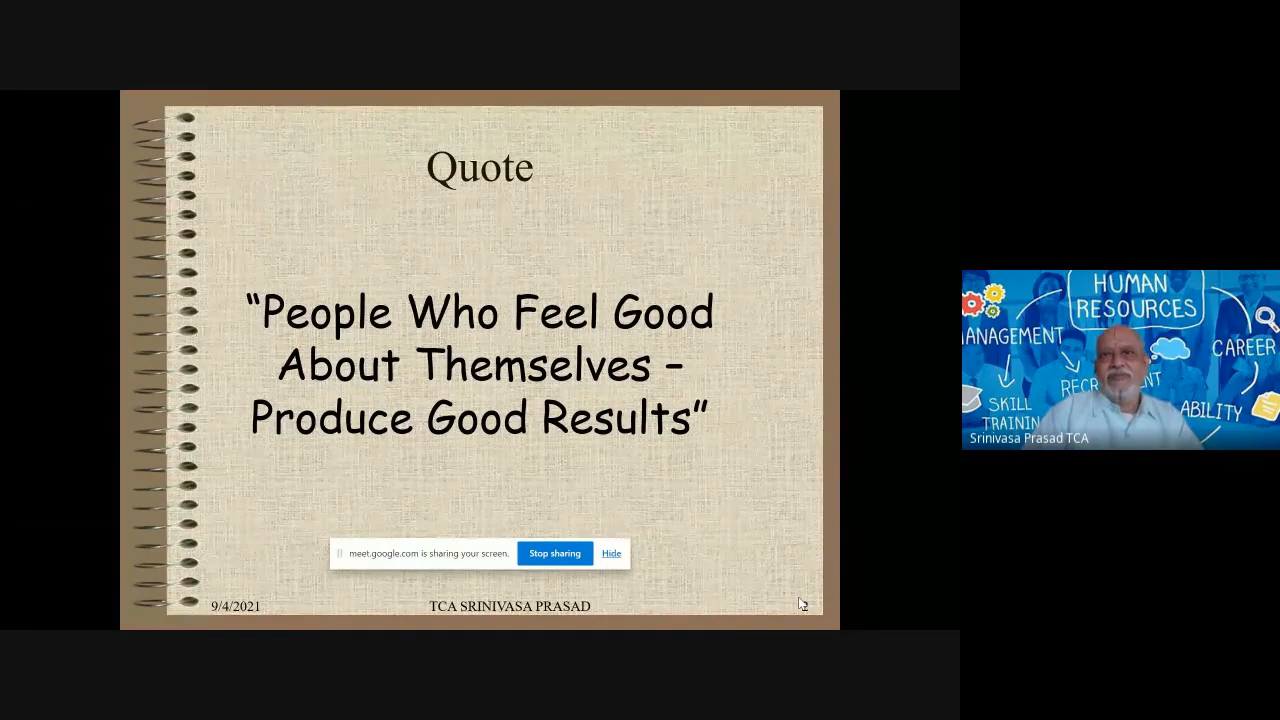 Quote
“People Who Feel Good
About Themselves –
Produce Good Results”
meet.google.com is sharing your screen.
Stop sharing
Hide
9/4/2021
TCA SRINIVASA PRASAD
HUMAN
RESOURCES
ANAGEMENT
CAREER
SKILL
TRAININ
ABILITY
Srinivasa Prasad TCA